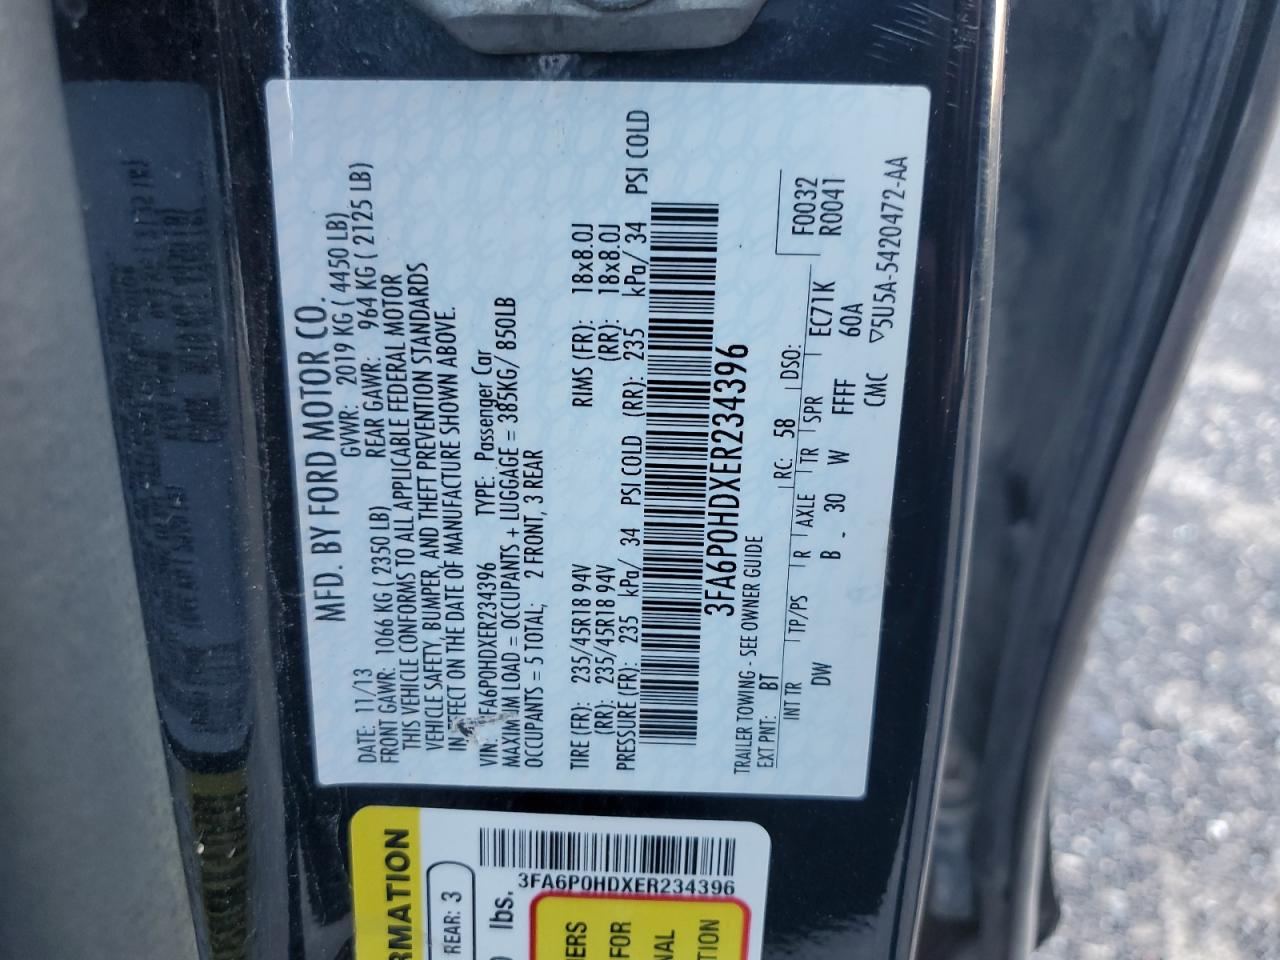 MFD. BY FORD MOTOR CO.
DATE: 11/13 GVWR: 2019 KG ( 4450 LB)
FRONT GAWR: 1066 KG ( 2350 LB) REAR GAWR: 964 KG ( 2125 LB)
THIS VEHICLE CONFORMS TO ALL APPLICABLE FEDERAL MOTOR
VEHICLE SAFETY, BUMPER, AND THEFT PREVENTION STANDARDS
IN EFFECT ON THE DATE OF MANUFACTURE SHOWN ABOVE.
VIN: FA6P0HDXER234396 TYPE: Passenger Car
MAXIMUM LOAD = OCCUPANTS + LUGGAGE = 385KG/ 850LB
OCCUPANTS = 5 TOTAL, 2 FRONT, 3 REAR
TIRE (FR): 235/45R18 94V RIMS (FR): 18x8.0J
(RR): 235/45R18 94V (RR): 18x8.0J
PRESSURE (FR): 235 kPa/ 34 PSI COLD (RR): 235 kPa/ 34 PSI COLD
3FA6P0HDXER234396
TRAILER TOWING - SEE OWNER GUIDE
EXT PNT: BT RC: 58 DSO: F0032
R0041
INT TR TP/PS R AXLE TR SPR EC71K
DW B - 30 W FFFF 60A
CMC ▽5U5A-5420472-AA
RMATION
REAR: 3
lbs.
3FA6P0HDXER234396
NERS
FOR
NAL
TION